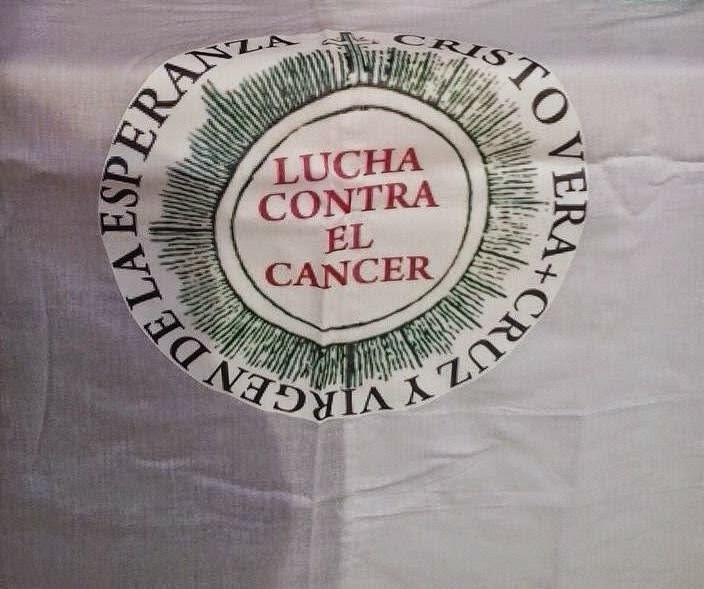 CRISTO VERA+CRUZ Y VIRGEN DE LA ESPERANZA
LUCHA
CONTRA
EL
CANCER